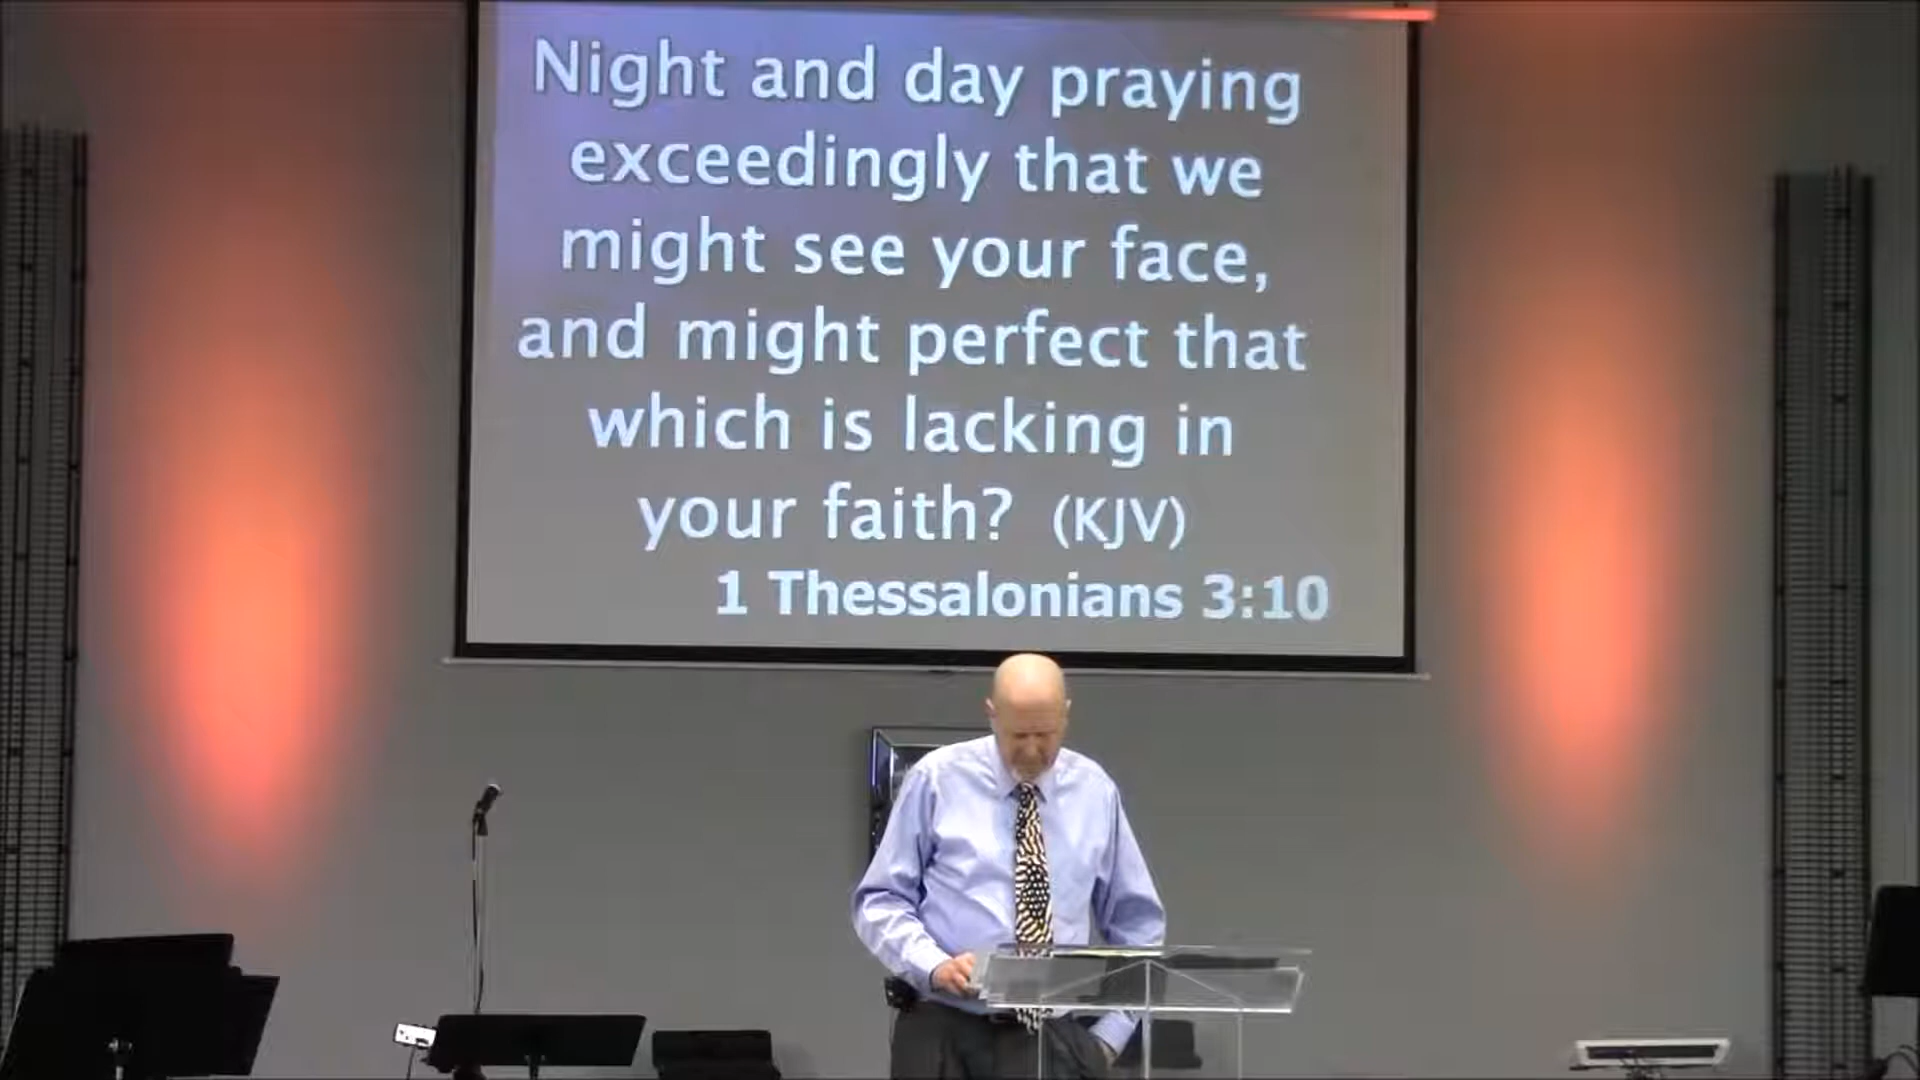 Night and day praying
exceedingly that we
might see your face,
and might perfect that
which is lacking in
your faith? (KJV)
1 Thessalonians 3:10